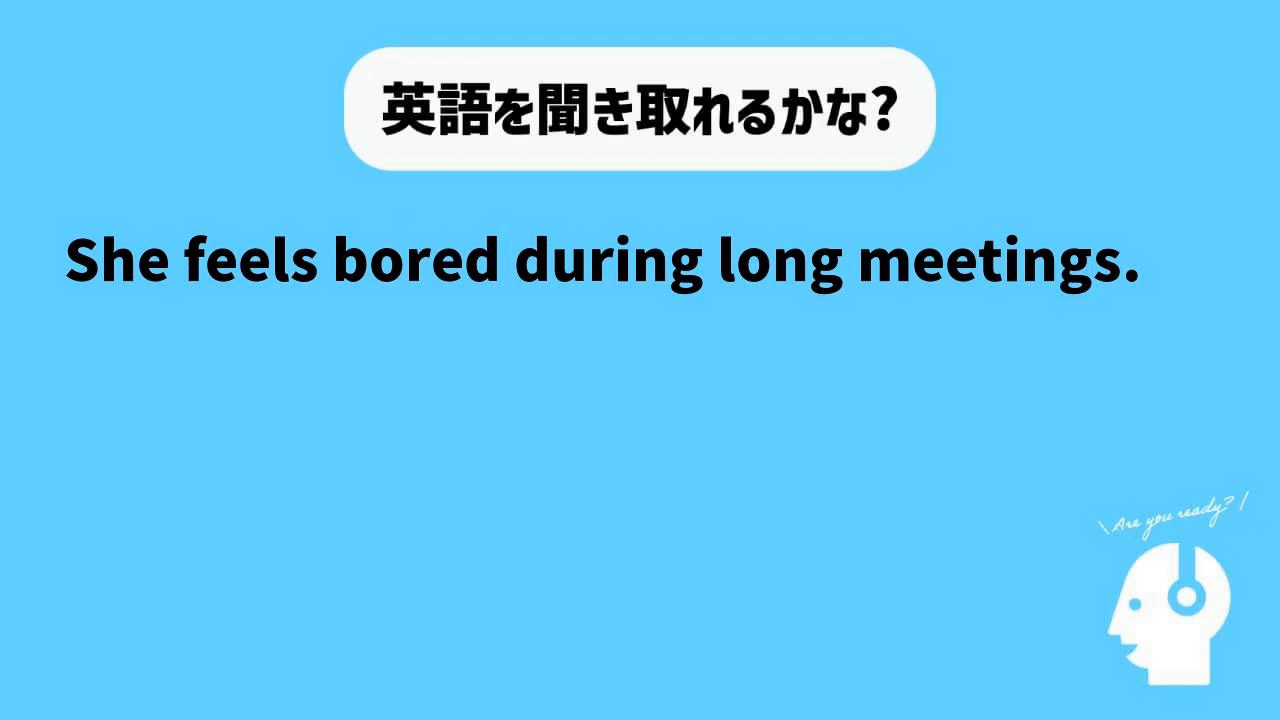 英語を聞き取れるかな?
She feels bored during long meetings.
\ Are you ready? /